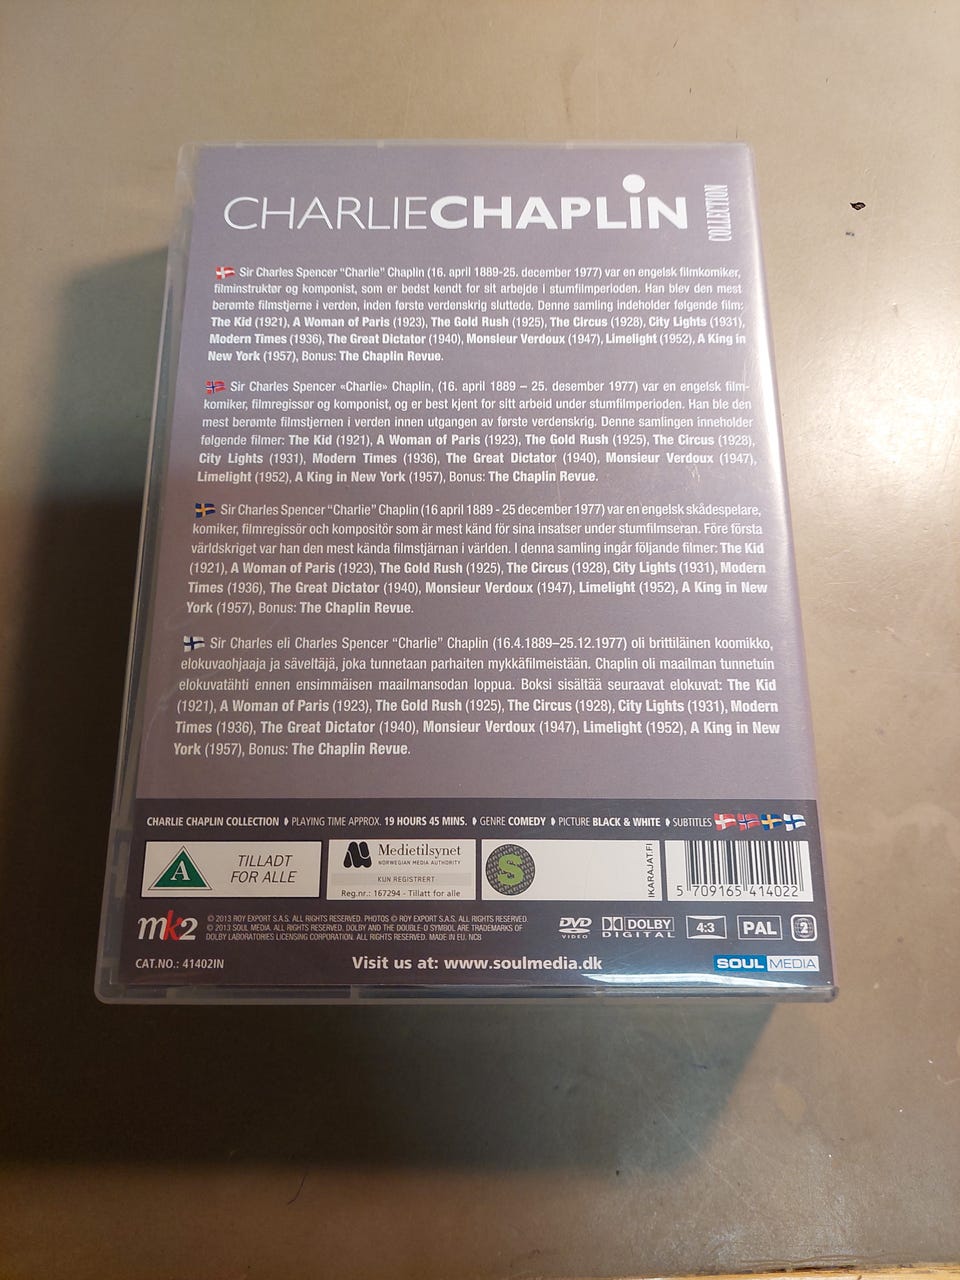 CHARLIECHAPLIN COLLECTION
Sir Charles Spencer “Charlie” Chaplin (16. april 1889-25. december 1977) var en engelsk filmkomiker,
filminstruktør og komponist, som er bedst kendt for sit arbejde i stumfilmperioden. Han blev den mest
berømte filmstjerne i verden, inden første verdenskrig sluttede. Denne samling indeholder følgende film:
The Kid (1921), A Woman of Paris (1923), The Gold Rush (1925), The Circus (1928), City Lights (1931),
Modern Times (1936), The Great Dictator (1940), Monsieur Verdoux (1947), Limelight (1952), A King in
New York (1957), Bonus: The Chaplin Revue.
Sir Charles Spencer «Charlie» Chaplin, (16. april 1889 – 25. desember 1977) var en engelsk film-
komiker, filmregissør og komponist, og er best kjent for sitt arbeid under stumfilmperioden. Han ble den
mest berømte filmstjernen i verden innen utgangen av første verdenskrig. Denne samlingen inneholder
følgende filmer: The Kid (1921), A Woman of Paris (1923), The Gold Rush (1925), The Circus (1928),
City Lights (1931), Modern Times (1936), The Great Dictator (1940), Monsieur Verdoux (1947),
Limelight (1952), A King in New York (1957), Bonus: The Chaplin Revue.
Sir Charles Spencer “Charlie” Chaplin (16 april 1889 - 25 december 1977) var en engelsk skådespelare,
komiker, filmregissör och kompositör som är mest känd för sina insatser under stumfilmseran. Före första
världskriget var han den mest kända filmstjärnan i världen. I denna samling ingår följande filmer: The Kid
(1921), A Woman of Paris (1923), The Gold Rush (1925), The Circus (1928), City Lights (1931), Modern
Times (1936), The Great Dictator (1940), Monsieur Verdoux (1947), Limelight (1952), A King in New
York (1957), Bonus: The Chaplin Revue.
Sir Charles eli Charles Spencer “Charlie” Chaplin (16.4.1889–25.12.1977) oli brittiläinen koomikko,
elokuvaohjaaja ja säveltäjä, joka tunnetaan parhaiten mykkäfilmeistään. Chaplin oli maailman tunnetuin
elokuvatähti ennen ensimmäisen maailmansodan loppua. Boksi sisältää seuraavat elokuvat: The Kid
(1921), A Woman of Paris (1923), The Gold Rush (1925), The Circus (1928), City Lights (1931), Modern
Times (1936), The Great Dictator (1940), Monsieur Verdoux (1947), Limelight (1952), A King in New
York (1957), Bonus: The Chaplin Revue.
CHARLIE CHAPLIN COLLECTION PLAYING TIME APPROX. 19 HOURS 45 MINS. GENRE COMEDY PICTURE BLACK & WHITE SUBTITLES
A TILLADT
FOR ALLE
Medietilsynet
NORWEGIAN MEDIA AUTHORITY
KUN REGISTRERT
Reg.nr.: 167294 - Tillatt for alle
S
IKARAJAT.FI
5 709165 414022
mk2
© 2013 ROY EXPORT S.A.S. ALL RIGHTS RESERVED. PHOTOS © ROY EXPORT S.A.S. ALL RIGHTS RESERVED.
© 2013 SOUL MEDIA. ALL RIGHTS RESERVED. DOLBY AND THE DOUBLE-D SYMBOL ARE TRADEMARKS OF
DOLBY LABORATORIES LICENSING CORPORATION. ALL RIGHTS RESERVED. MADE IN EU. NCB
DVD
VIDEO
DOLBY
DIGITAL
4:3
PAL
2
CAT.NO.: 41402IN
Visit us at: www.soulmedia.dk
SOUL MEDIA